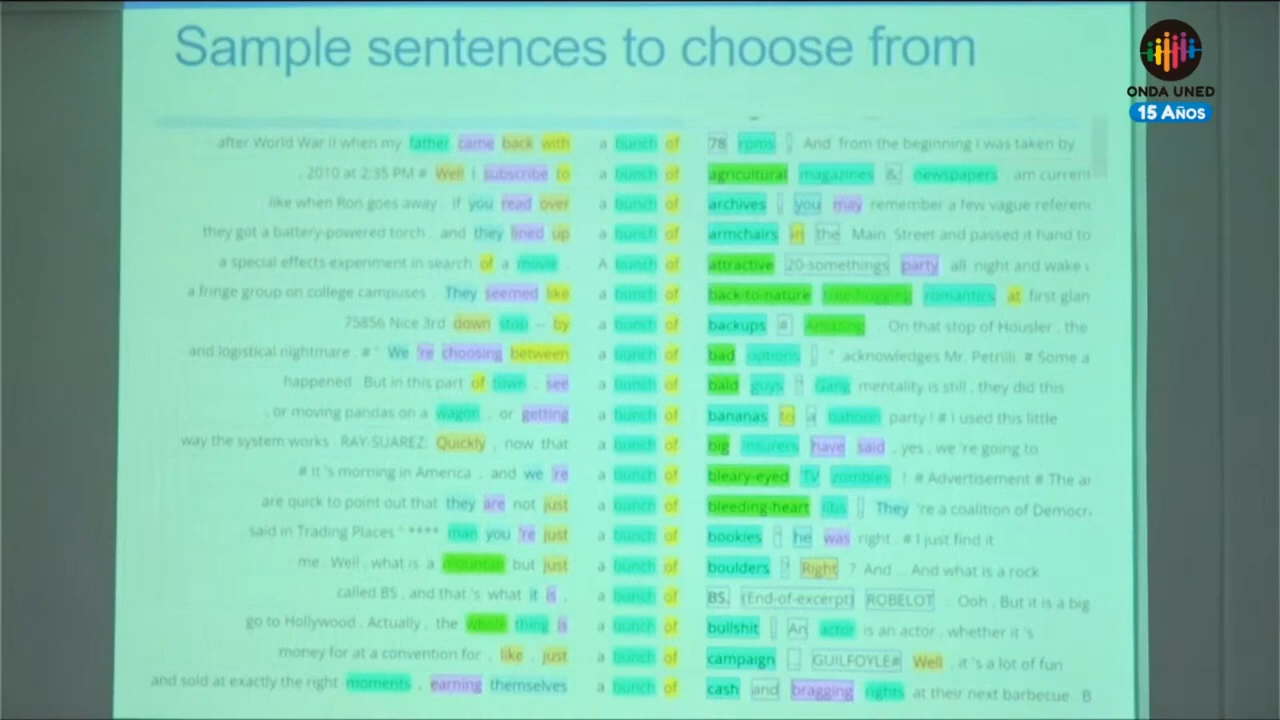 Sample sentences to choose from
ONDA UNED
15 AÑOS
after World War II when my father came back with a bunch of 78 rpms . And from the beginning I was taken by
. 2010 at 2:35 PM # Well I subscribe to a bunch of agricultural magazines & newspapers . am current
like when Ron goes away . If you read over a bunch of archives , you may remember a few vague referenc
they got a battery-powered torch . and they lined up a bunch of armchairs in the Main Street and passed it hand to
a special effects experiment in search of a movie . A bunch of attractive 20-somethings party all night and wake
a fringe group on college campuses . They seemed like a bunch of back-to-nature tree-hugging romantics at first glan
75856 Nice 3rd down stop -- by a bunch of backups # Amazing . On that stop of Housler , the
and logistical nightmare . # " We 're choosing between a bunch of bad options , " acknowledges Mr. Petrilli . # Some a
happened . But in this part of town , see a bunch of bald guys ? Gang mentality is still , they did this
, or moving pandas on a wagon , or getting a bunch of bananas to a baboon party ! # I used this little
way the system works . RAY-SUAREZ: Quickly , now that a bunch of big insurers have said , yes , we 're going to
# It 's morning in America , and we 're a bunch of bleary-eyed TV zombies ! # Advertisement # The ar
are quick to point out that they are not just a bunch of bleeding-heart libs . They 're a coalition of Democr
said in Trading Places " **** man you 're just a bunch of bookies " he was right . # I just find it
me . Well , what is a mountain but just a bunch of boulders ? Right ? And ... And what is a rock
called BS , and that 's what it is , a bunch of BS. (End-of-excerpt) ROBELOT : Ooh . But it is a big
go to Hollywood . Actually , the whole thing is a bunch of bullshit . An actor is an actor , whether it 's
money for at a convention for , like , just a bunch of campaign ... GUILFOYLE# Well , it 's a lot of fun
and sold at exactly the right moments , earning themselves a bunch of cash and bragging rights at their next barbecue . B